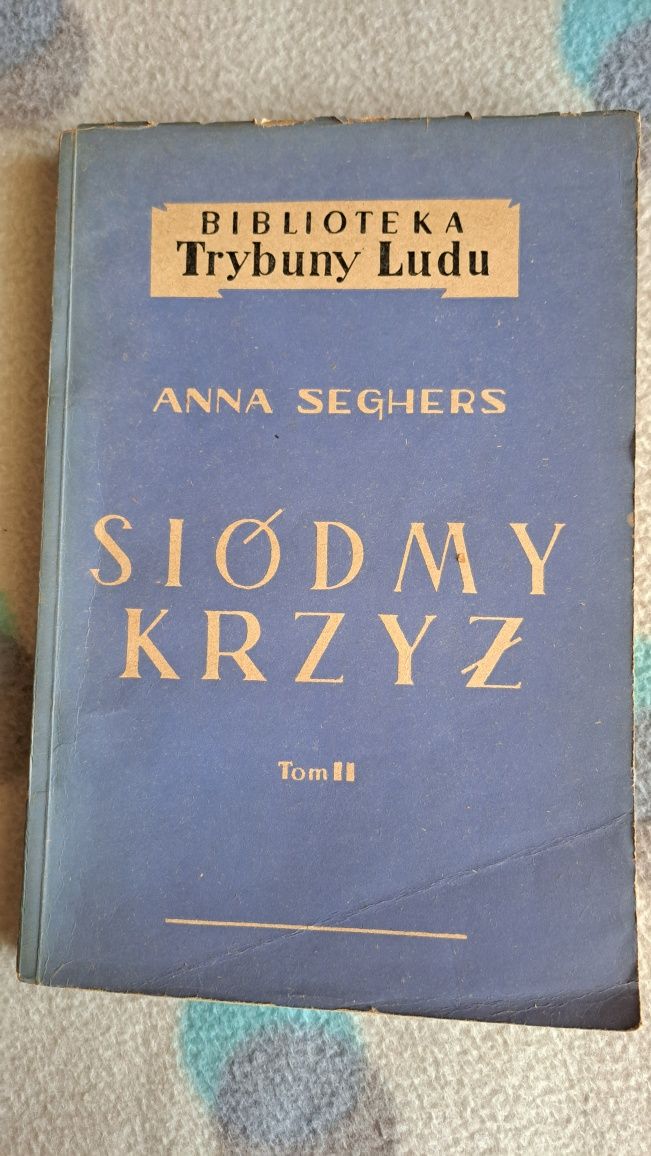 BIBLIOTEKA
Trybuny Ludu
ANNA SEGHERS
SIÓDMY
KRZYŻ
Tom II